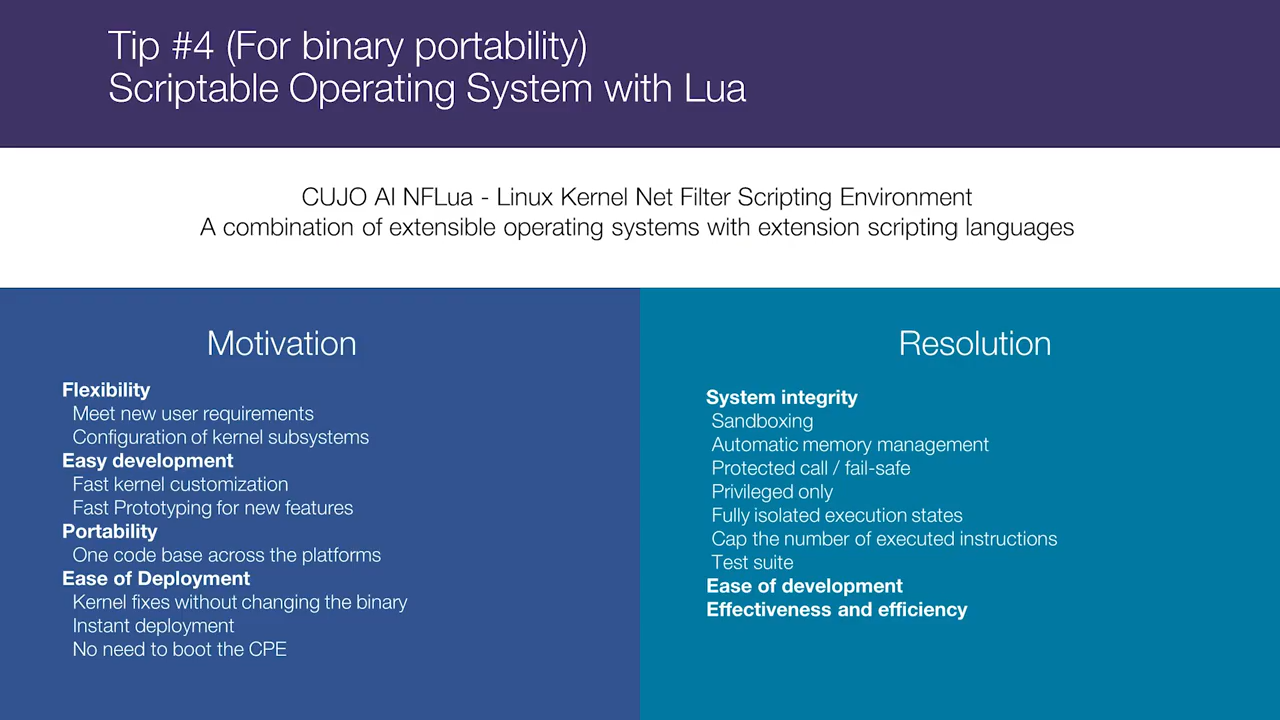 Tip #4 (For binary portability)
Scriptable Operating System with Lua
CUJO AI NFLua - Linux Kernel Net Filter Scripting Environment
A combination of extensible operating systems with extension scripting languages
Motivation
Flexibility
Meet new user requirements
Configuration of kernel subsystems
Easy development
Fast kernel customization
Fast Prototyping for new features
Portability
One code base across the platforms
Ease of Deployment
Kernel fixes without changing the binary
Instant deployment
No need to boot the CPE
Resolution
System integrity
Sandboxing
Automatic memory management
Protected call / fail-safe
Privileged only
Fully isolated execution states
Cap the number of executed instructions
Test suite
Ease of development
Effectiveness and efficiency